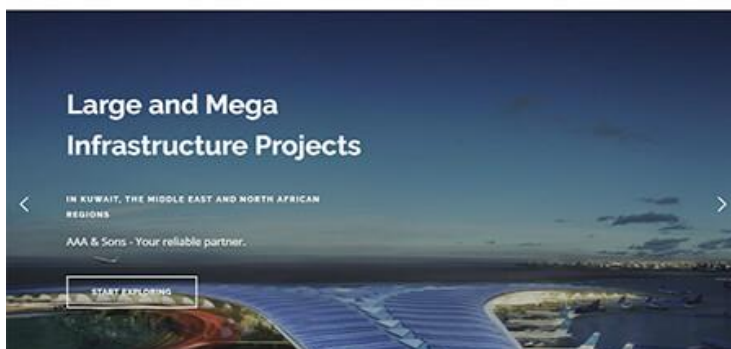 Large and Mega
Infrastructure Projects
IN KUWAIT, THE MIDDLE EAST AND NORTH AFRICAN
REGIONS
AAA & Sons - Your reliable partner.
START EXPLORING